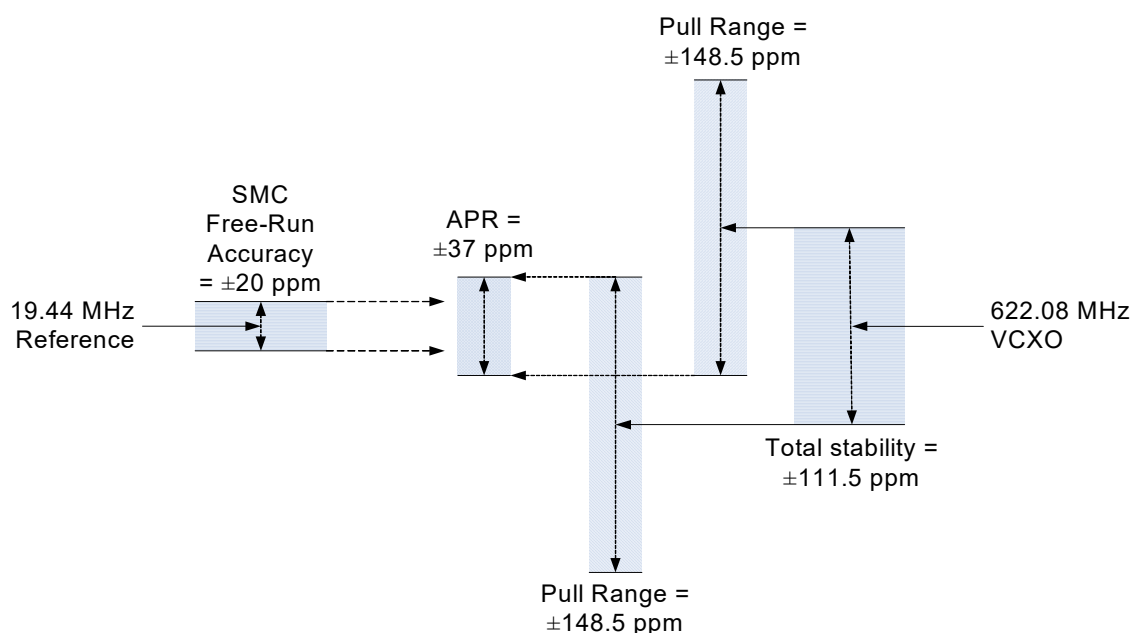 Pull Range =
±148.5 ppm
SMC
Free-Run
Accuracy
= ±20 ppm
APR =
±37 ppm
19.44 MHz
Reference
622.08 MHz
VCXO
Total stability =
±111.5 ppm
Pull Range =
±148.5 ppm